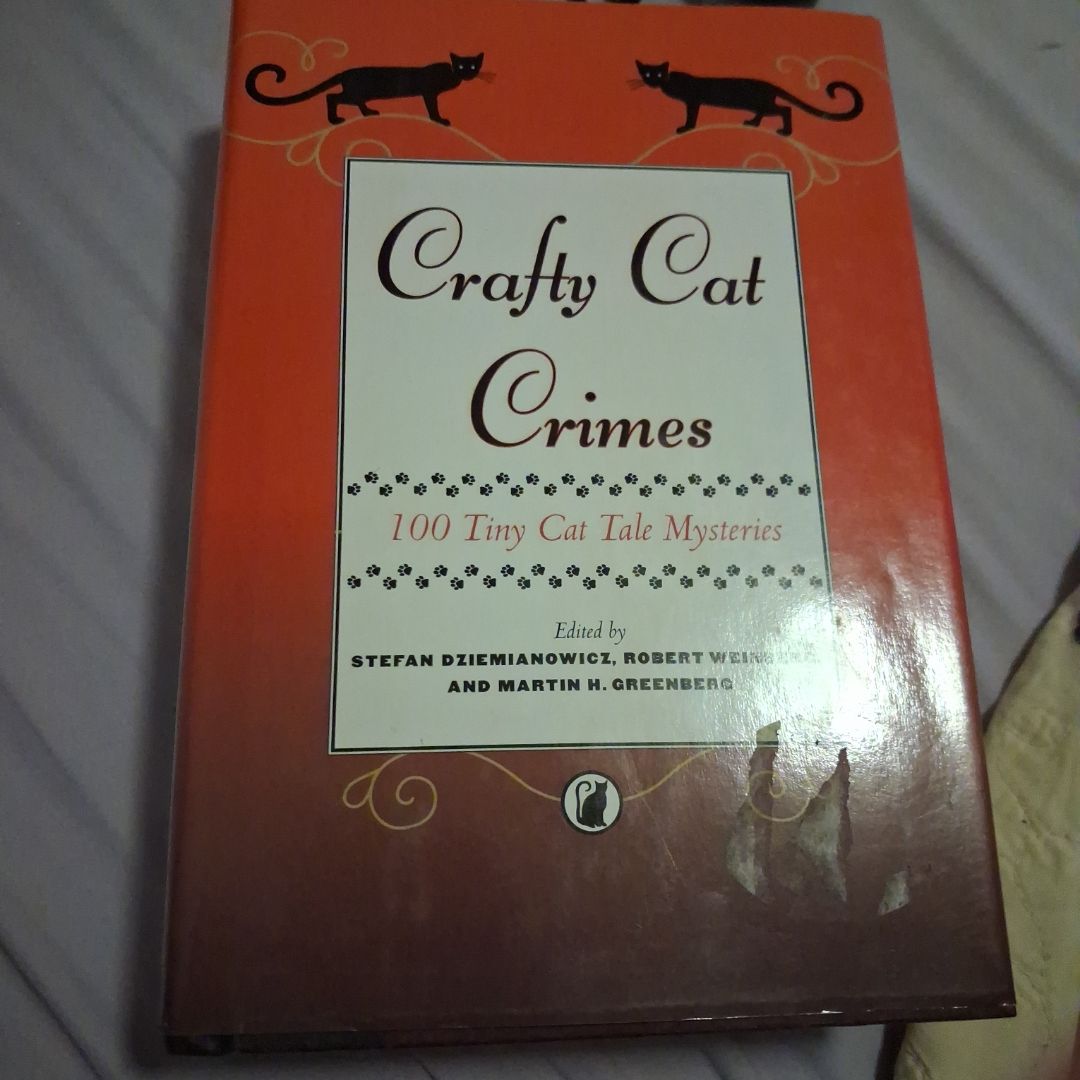 Crafty Cat
Crimes
100 Tiny Cat Tale Mysteries
Edited by
STEFAN DZIEMIANOWICZ, ROBERT
AND MARTIN H. GREENBERG